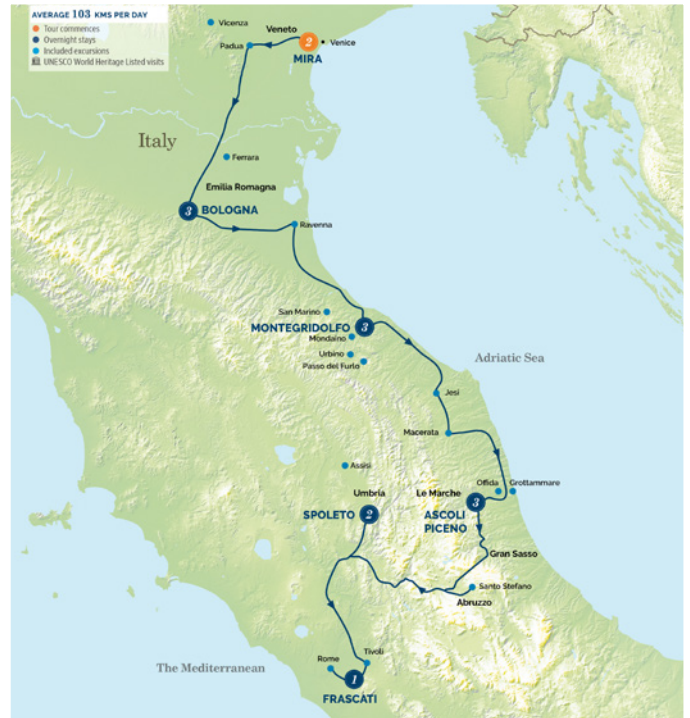 AVERAGE 103 KMS PER DAY
Tour commences
Overnight stays
Included excursions
UNESCO World Heritage Listed visits
Vicenza
Veneto
Padua
2
Venice
MIRA
Italy
Ferrara
Emilia Romagna
3 BOLOGNA
Ravenna
San Marino
MONTEGRIDOLFO 3
Mondaino
Urbino
Passo del Furlo
Adriatic Sea
Jesi
Macerata
Assisi
Umbria
Le Marche
Offida
Grottammare
SPOLETO 2
3
ASCOLI
PICENO
Gran Sasso
Santo Stefano
Abruzzo
The Mediterranean
Rome
Tivoli
1
FRASCATI